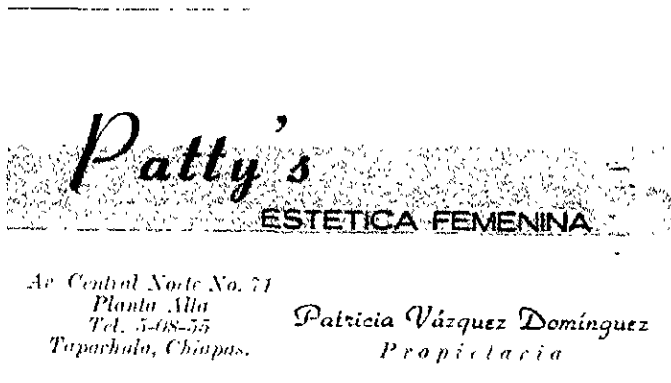 Patty's
ESTETICA FEMENINA
Av. Central Norte No. 71
Planta Alta
Tel. 5-68-55
Tapachula, Chiapas.
Patricia Vázquez Domínguez
Propietaria